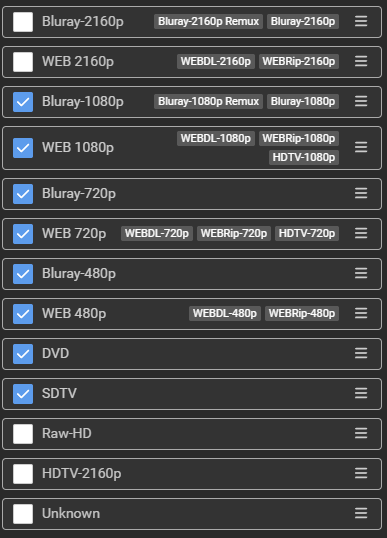 Bluray-2160p Bluray-2160p Remux Bluray-2160p
WEB 2160p WEBDL-2160p WEBRip-2160p
Bluray-1080p Bluray-1080p Remux Bluray-1080p
WEB 1080p WEBDL-1080p WEBRip-1080p
HDTV-1080p
Bluray-720p
WEB 720p WEBDL-720p WEBRip-720p HDTV-720p
Bluray-480p
WEB 480p WEBDL-480p WEBRip-480p
DVD
SDTV
Raw-HD
HDTV-2160p
Unknown